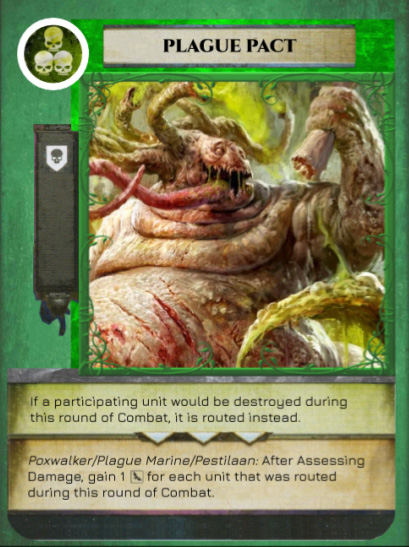 PLAGUE PACT
If a participating unit would be destroyed during
this round of Combat, it is routed instead.
Poxwalker/Plague Marine/Pestilaan: After Assessing
Damage, gain 1 for each unit that was routed
during this round of Combat.